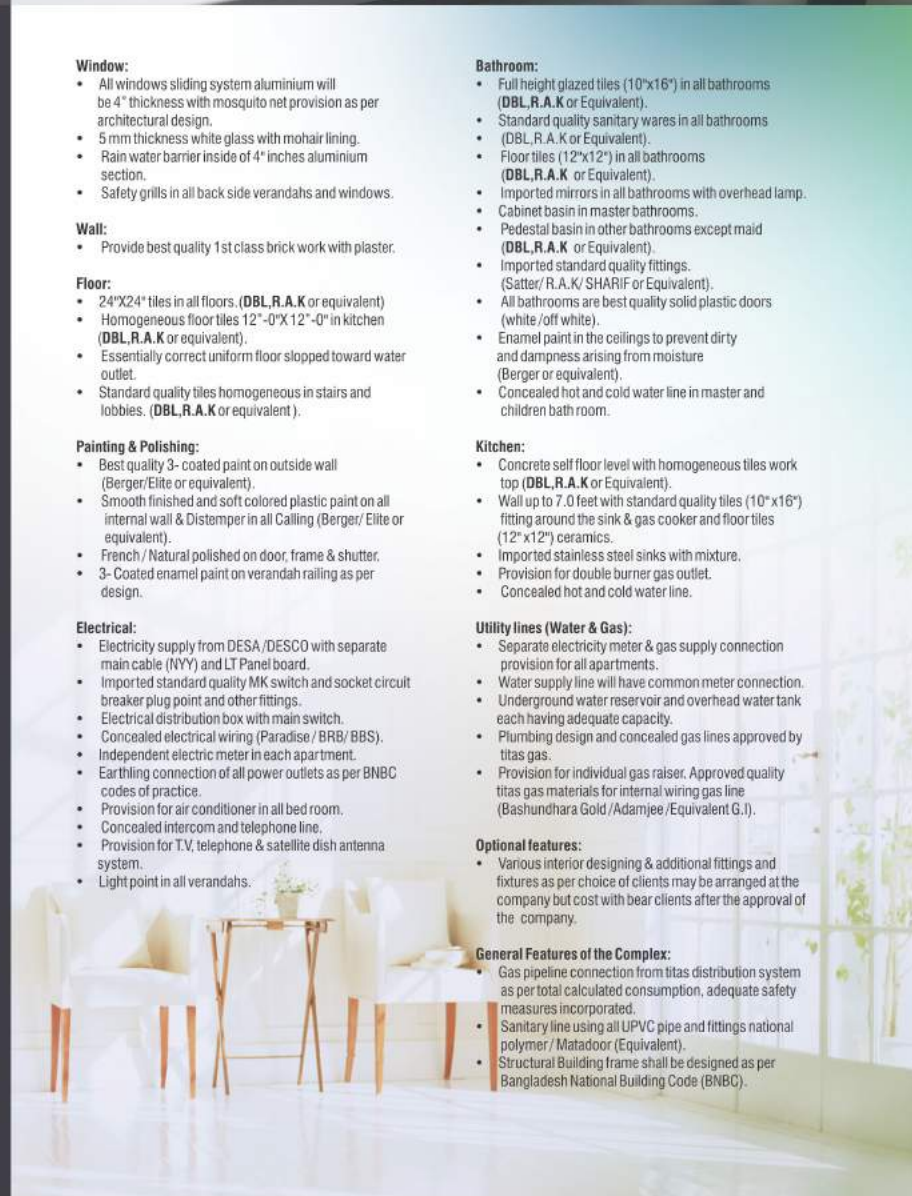 Window:
• All windows sliding system aluminium will
be 4" thickness with mosquito net provision as per
architectural design.
• 5 mm thickness white glass with mohair lining.
• Rain water barrier inside of 4" inches aluminium
section.
• Safety grills in all back side verandahs and windows.
Wall:
• Provide best quality 1st class brick work with plaster.
Floor:
• 24"X24" tiles in all floors.(DBL,R.A.K or equivalent)
• Homogeneous floor tiles 12"-0"X 12"-0" in kitchen
(DBL,R.A.K or equivalent).
• Essentially correct uniform floor slopped toward water
outlet.
• Standard quality tiles homogeneous in stairs and
lobbies. (DBL,R.A.K or equivalent ).
Painting & Polishing:
• Best quality 3- coated paint on outside wall
(Berger/Elite or equivalent).
• Smooth finished and soft colored plastic paint on all
internal wall & Distemper in all Calling (Berger/ Elite or
equivalent).
• French / Natural polished on door, frame & shutter.
• 3- Coated enamel paint on verandah railing as per
design.
Electrical:
• Electricity supply from DESA /DESCO with separate
main cable (NYY) and LT Panel board.
• Imported standard quality MK switch and socket circuit
breaker plug point and other fittings.
• Electrical distribution box with main switch.
• Concealed electrical wiring (Paradise / BRB/ BBS).
• Independent electric meter in each apartment.
• Earthling connection of all power outlets as per BNBC
codes of practice.
• Provision for air conditioner in all bed room.
• Concealed intercom and telephone line.
• Provision for T.V, telephone & satellite dish antenna
system.
• Light point in all verandahs.
Bathroom:
• Full height glazed tiles (10"x16") in all bathrooms
(DBL,R.A.K or Equivalent).
• Standard quality sanitary wares in all bathrooms
• (DBL,R.A.K or Equivalent).
• Floor tiles (12"x12") in all bathrooms
(DBL,R.A.K or Equivalent).
• Imported mirrors in all bathrooms with overhead lamp.
• Cabinet basin in master bathrooms.
• Pedestal basin in other bathrooms except maid
(DBL,R.A.K or Equivalent).
• Imported standard quality fittings.
(Satter/ R.A.K/ SHARIF or Equivalent).
• All bathrooms are best quality solid plastic doors
(white /off white).
• Enamel paint in the ceilings to prevent dirty
and dampness arising from moisture
(Berger or equivalent).
• Concealed hot and cold water line in master and
children bath room.
Kitchen:
• Concrete self floor level with homogeneous tiles work
top (DBL,R.A.K or Equivalent).
• Wall up to 7.0 feet with standard quality tiles (10" x16")
fitting around the sink & gas cooker and floor tiles
(12" x12") ceramics.
• Imported stainless steel sinks with mixture.
• Provision for double burner gas outlet.
• Concealed hot and cold water line.
Utility lines (Water & Gas):
• Separate electricity meter & gas supply connection
provision for all apartments.
• Water supply line will have common meter connection.
• Underground water reservoir and overhead water tank
each having adequate capacity.
• Plumbing design and concealed gas lines approved by
titas gas.
• Provision for individual gas raiser. Approved quality
titas gas materials for internal wiring gas line
(Bashundhara Gold /Adamjee /Equivalent G.I).
Optional features:
• Various interior designing & additional fittings and
fixtures as per choice of clients may be arranged at the
company but cost with bear clients after the approval of
the company.
General Features of the Complex:
• Gas pipeline connection from titas distribution system
as per total calculated consumption, adequate safety
measures incorporated.
• Sanitary line using all UPVC pipe and fittings national
polymer / Matadoor (Equivalent).
• Structural Building frame shall be designed as per
Bangladesh National Building Code (BNBC).